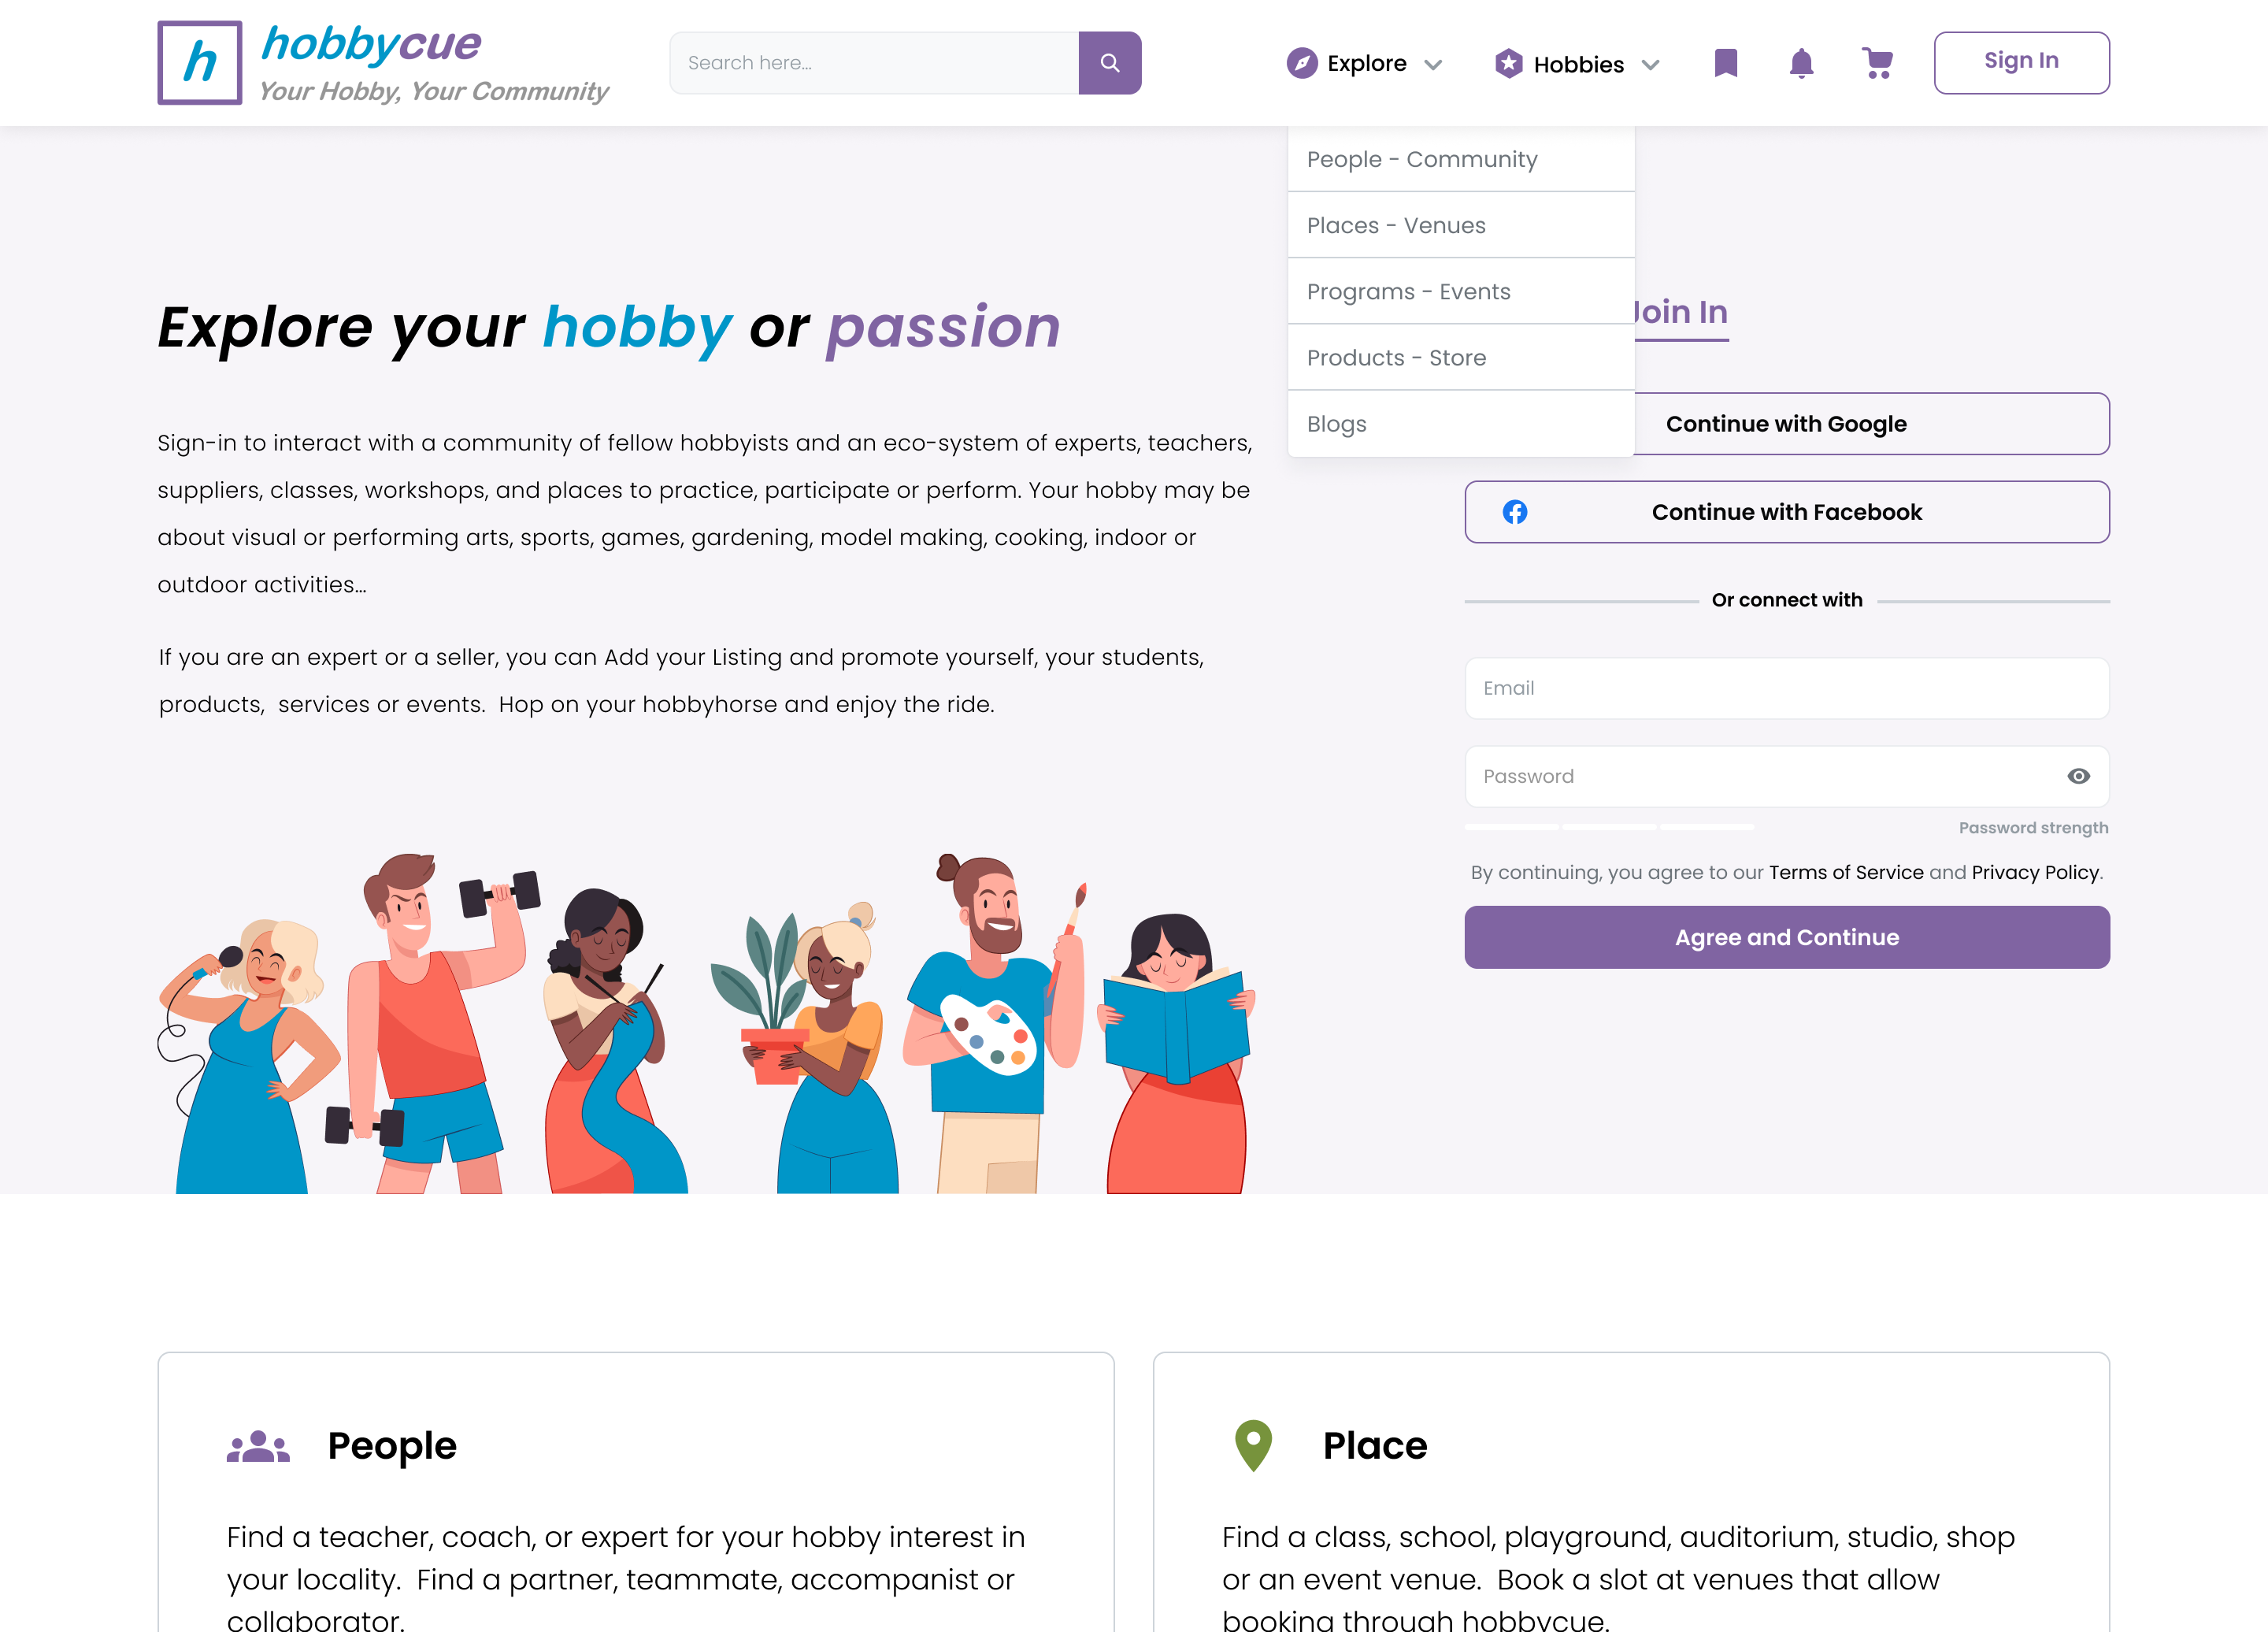 h
hobbycue
Your Hobby, Your Community
Search here...
Explore
Hobbies
Sign In
People - Community
Places - Venues
Programs - Events
Products - Store
Blogs
Explore your hobby or passion
Sign-in to interact with a community of fellow hobbyists and an eco-system of experts, teachers,
suppliers, classes, workshops, and places to practice, participate or perform. Your hobby may be
about visual or performing arts, sports, games, gardening, model making, cooking, indoor or
outdoor activities...
If you are an expert or a seller, you can Add your Listing and promote yourself, your students,
products,  services or events.  Hop on your hobbyhorse and enjoy the ride.
Join In
Continue with Google
Continue with Facebook
Or connect with
Email
Password
Password strength
By continuing, you agree to our Terms of Service and Privacy Policy.
Agree and Continue
People
Find a teacher, coach, or expert for your hobby interest in
your locality.  Find a partner, teammate, accompanist or
collaborator.
Place
Find a class, school, playground, auditorium, studio, shop
or an event venue.  Book a slot at venues that allow
booking through hobbycue.